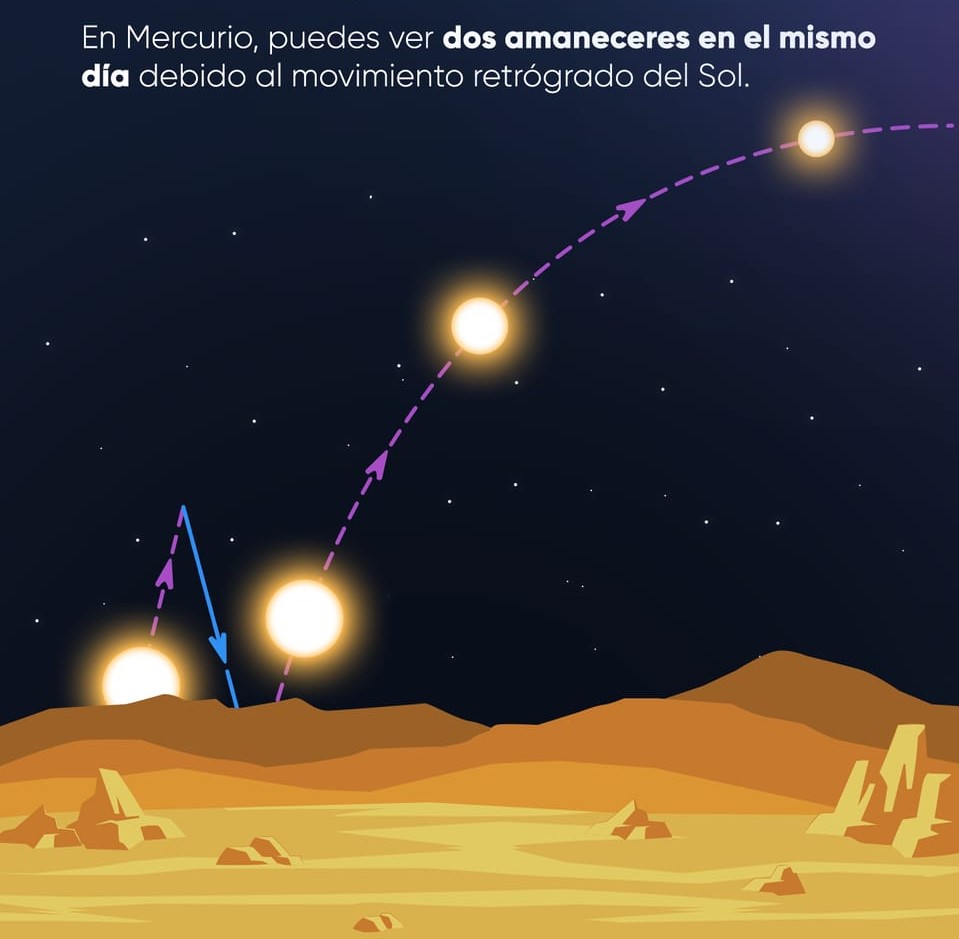 En Mercurio, puedes ver dos amaneceres en el mismo
día debido al movimiento retrógrado del Sol.